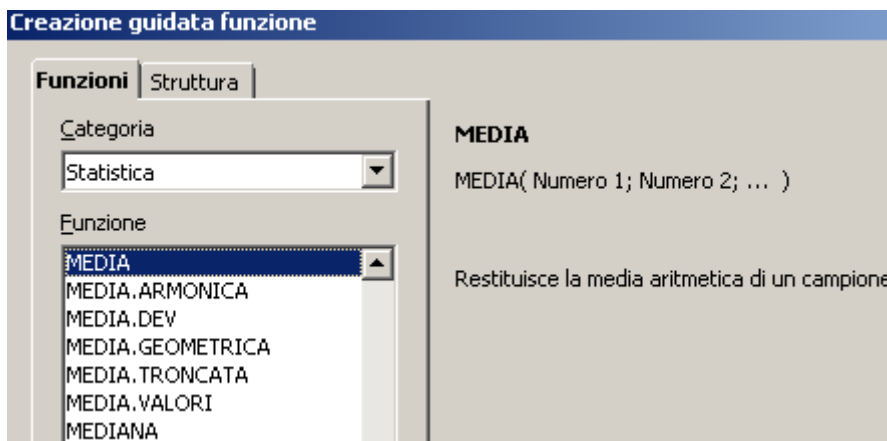 Creazione guidata funzione
Funzioni Struttura
Categoria
Statistica
Funzione
MEDIA
MEDIA.ARMONICA
MEDIA.DEV
MEDIA.GEOMETRICA
MEDIA.TRONCATA
MEDIA.VALORI
MEDIANA
MEDIA
MEDIA( Numero 1; Numero 2; ... )
Restituisce la media aritmetica di un campione